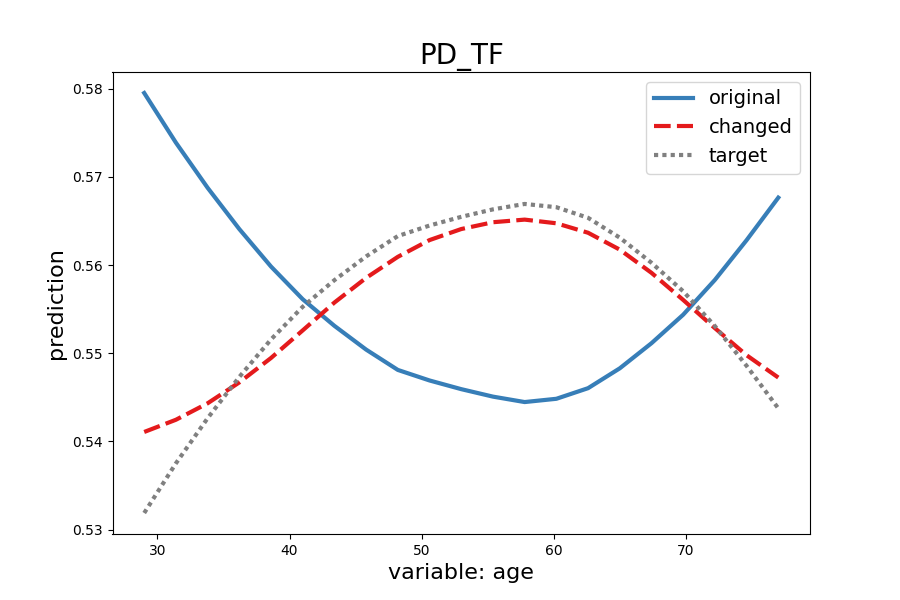 PD_TF
original
changed
target
0.58
0.57
0.56
0.55
0.54
0.53
prediction
30 40 50 60 70
variable: age